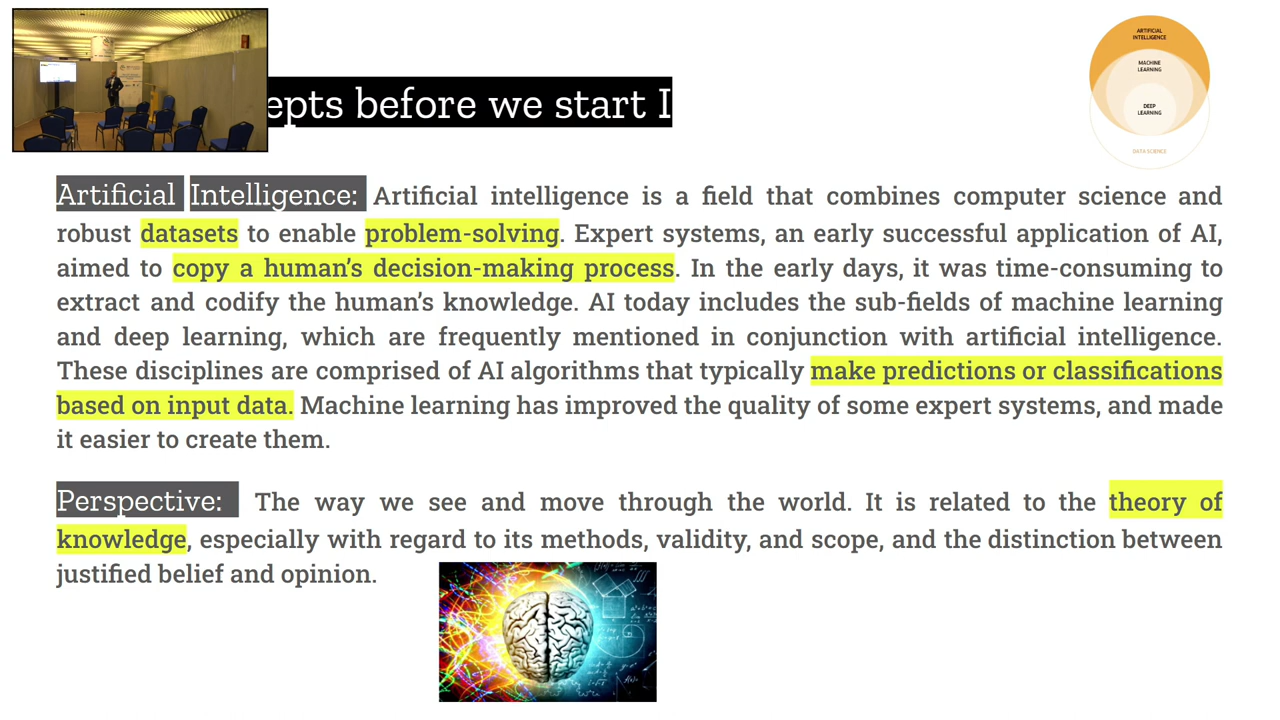 epts before we start I
ARTIFICIAL
INTELLIGENCE
MACHINE
LEARNING
DEEP
LEARNING
DATA SCIENCE
Artificial Intelligence: Artificial intelligence is a field that combines computer science and
robust datasets to enable problem-solving. Expert systems, an early successful application of AI,
aimed to copy a human's decision-making process. In the early days, it was time-consuming to
extract and codify the human's knowledge. AI today includes the sub-fields of machine learning
and deep learning, which are frequently mentioned in conjunction with artificial intelligence.
These disciplines are comprised of AI algorithms that typically make predictions or classifications
based on input data. Machine learning has improved the quality of some expert systems, and made
it easier to create them.
Perspective: The way we see and move through the world. It is related to the theory of
knowledge, especially with regard to its methods, validity, and scope, and the distinction between
justified belief and opinion.